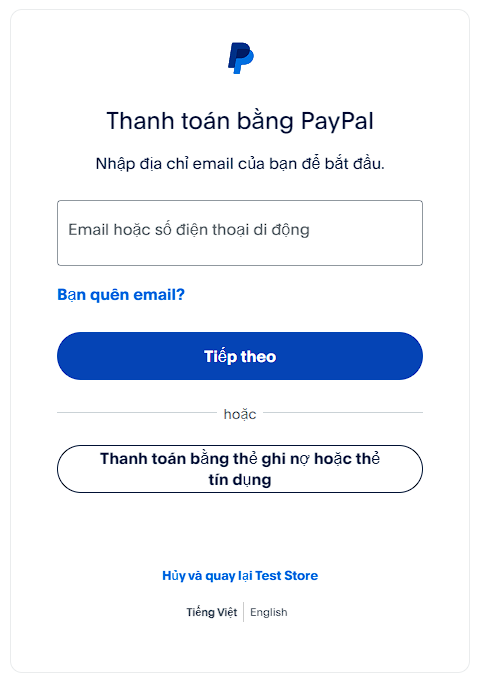 Thanh toán bằng PayPal
Nhập địa chỉ email của bạn để bắt đầu.
Email hoặc số điện thoại di động
Bạn quên email?
Tiếp theo
hoặc
Thanh toán bằng thẻ ghi nợ hoặc thẻ
tín dụng
Hủy và quay lại Test Store
Tiếng Việt English